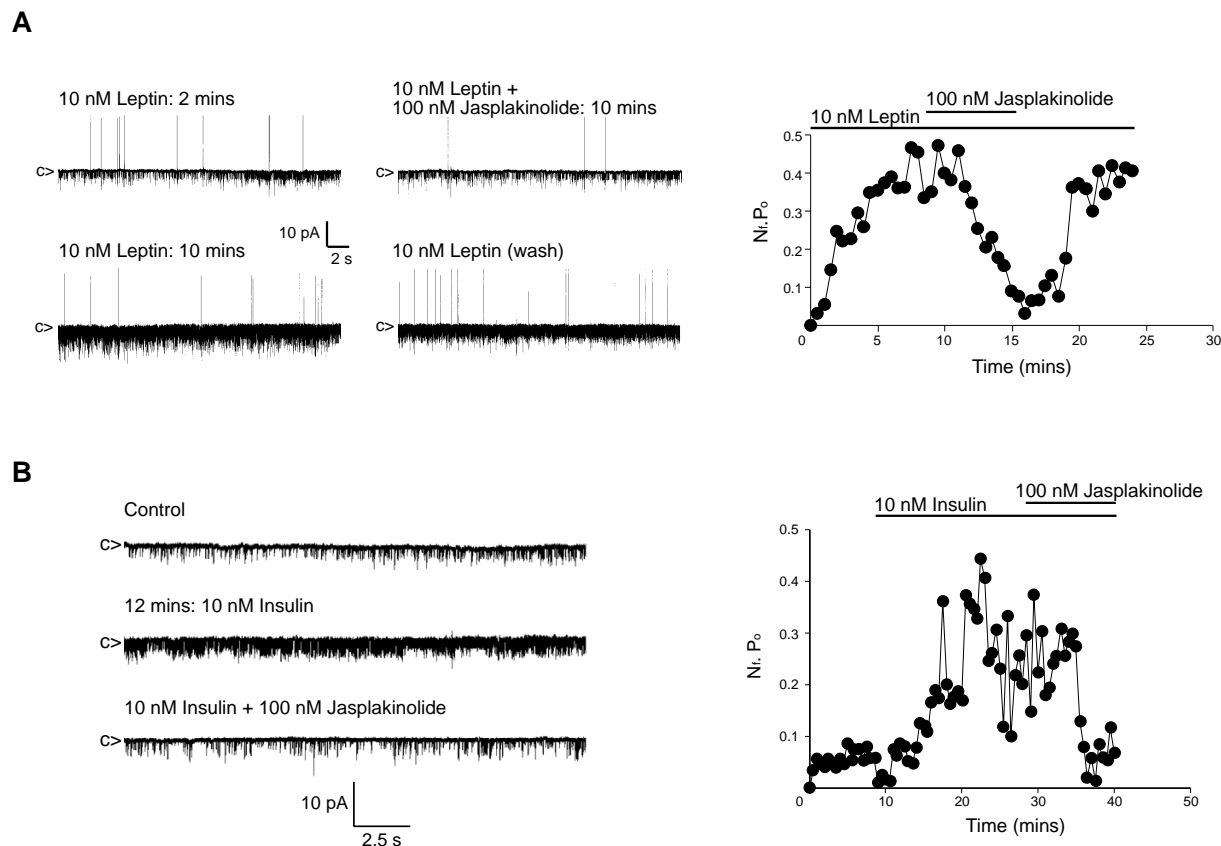 A
10 nM Leptin: 2 mins
c>
10 nM Leptin +
100 nM Jasplakinolide: 10 mins
c>
10 pA
2 s
10 nM Leptin: 10 mins
c>
10 nM Leptin (wash)
c>
100 nM Jasplakinolide
10 nM Leptin
0.5
0.4
0.3
0.2
0.1
0
Nf.Po
0 5 10 15 20 25 30
Time (mins)
B
Control
c>
12 mins: 10 nM Insulin
c>
10 nM Insulin + 100 nM Jasplakinolide
c>
10 pA
2.5 s
100 nM Jasplakinolide
10 nM Insulin
0.5
0.4
0.3
0.2
0.1
Nf. Po
0 10 20 30 40 50
Time (mins)